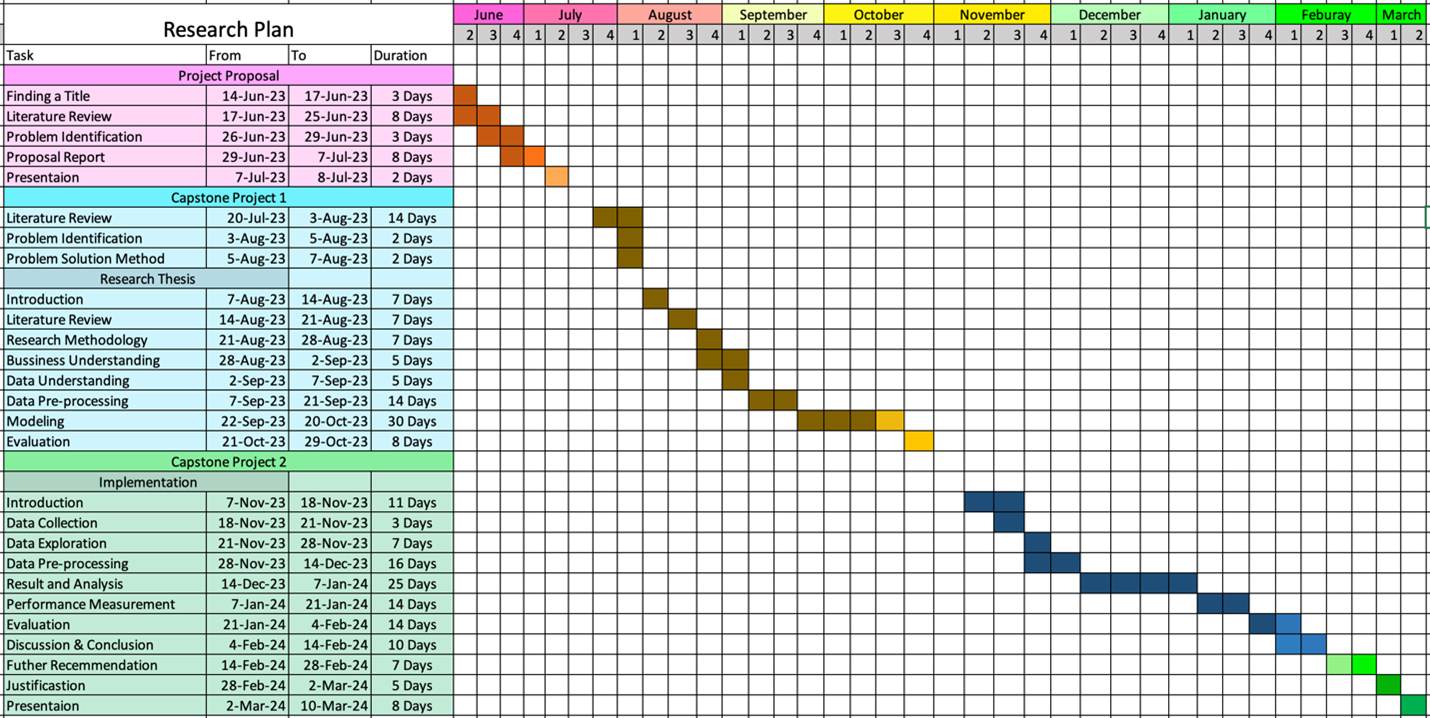 June July August September October November December January Feburay March
Research Plan
2 3 4 1 2 3 4 1 2 3 4 1 2 3 4 1 2 3 4 1 2 3 4 1 2 3 4 1 2 3 4 1 2 3 4 1 2
Task From To Duration
Project Proposal
Finding a Title 14-Jun-23 17-Jun-23 3 Days
Literature Review 17-Jun-23 25-Jun-23 8 Days
Problem Identification 26-Jun-23 29-Jun-23 3 Days
Proposal Report 29-Jun-23 7-Jul-23 8 Days
Presentaion 7-Jul-23 8-Jul-23 2 Days
Capstone Project 1
Literature Review 20-Jul-23 3-Aug-23 14 Days
Problem Identification 3-Aug-23 5-Aug-23 2 Days
Problem Solution Method 5-Aug-23 7-Aug-23 2 Days
Research Thesis
Introduction 7-Aug-23 14-Aug-23 7 Days
Literature Review 14-Aug-23 21-Aug-23 7 Days
Research Methodology 21-Aug-23 28-Aug-23 7 Days
Bussiness Understanding 28-Aug-23 2-Sep-23 5 Days
Data Understanding 2-Sep-23 7-Sep-23 5 Days
Data Pre-processing 7-Sep-23 21-Sep-23 14 Days
Modeling 22-Sep-23 20-Oct-23 30 Days
Evaluation 21-Oct-23 29-Oct-23 8 Days
Capstone Project 2
Implementation
Introduction 7-Nov-23 18-Nov-23 11 Days
Data Collection 18-Nov-23 21-Nov-23 3 Days
Data Exploration 21-Nov-23 28-Nov-23 7 Days
Data Pre-processing 28-Nov-23 14-Dec-23 16 Days
Result and Analysis 14-Dec-23 7-Jan-24 25 Days
Performance Measurement 7-Jan-24 21-Jan-24 14 Days
Evaluation 21-Jan-24 4-Feb-24 14 Days
Discussion & Conclusion 4-Feb-24 14-Feb-24 10 Days
Futher Recommendation 14-Feb-24 28-Feb-24 7 Days
Justificastion 28-Feb-24 2-Mar-24 5 Days
Presentaion 2-Mar-24 10-Mar-24 8 Days